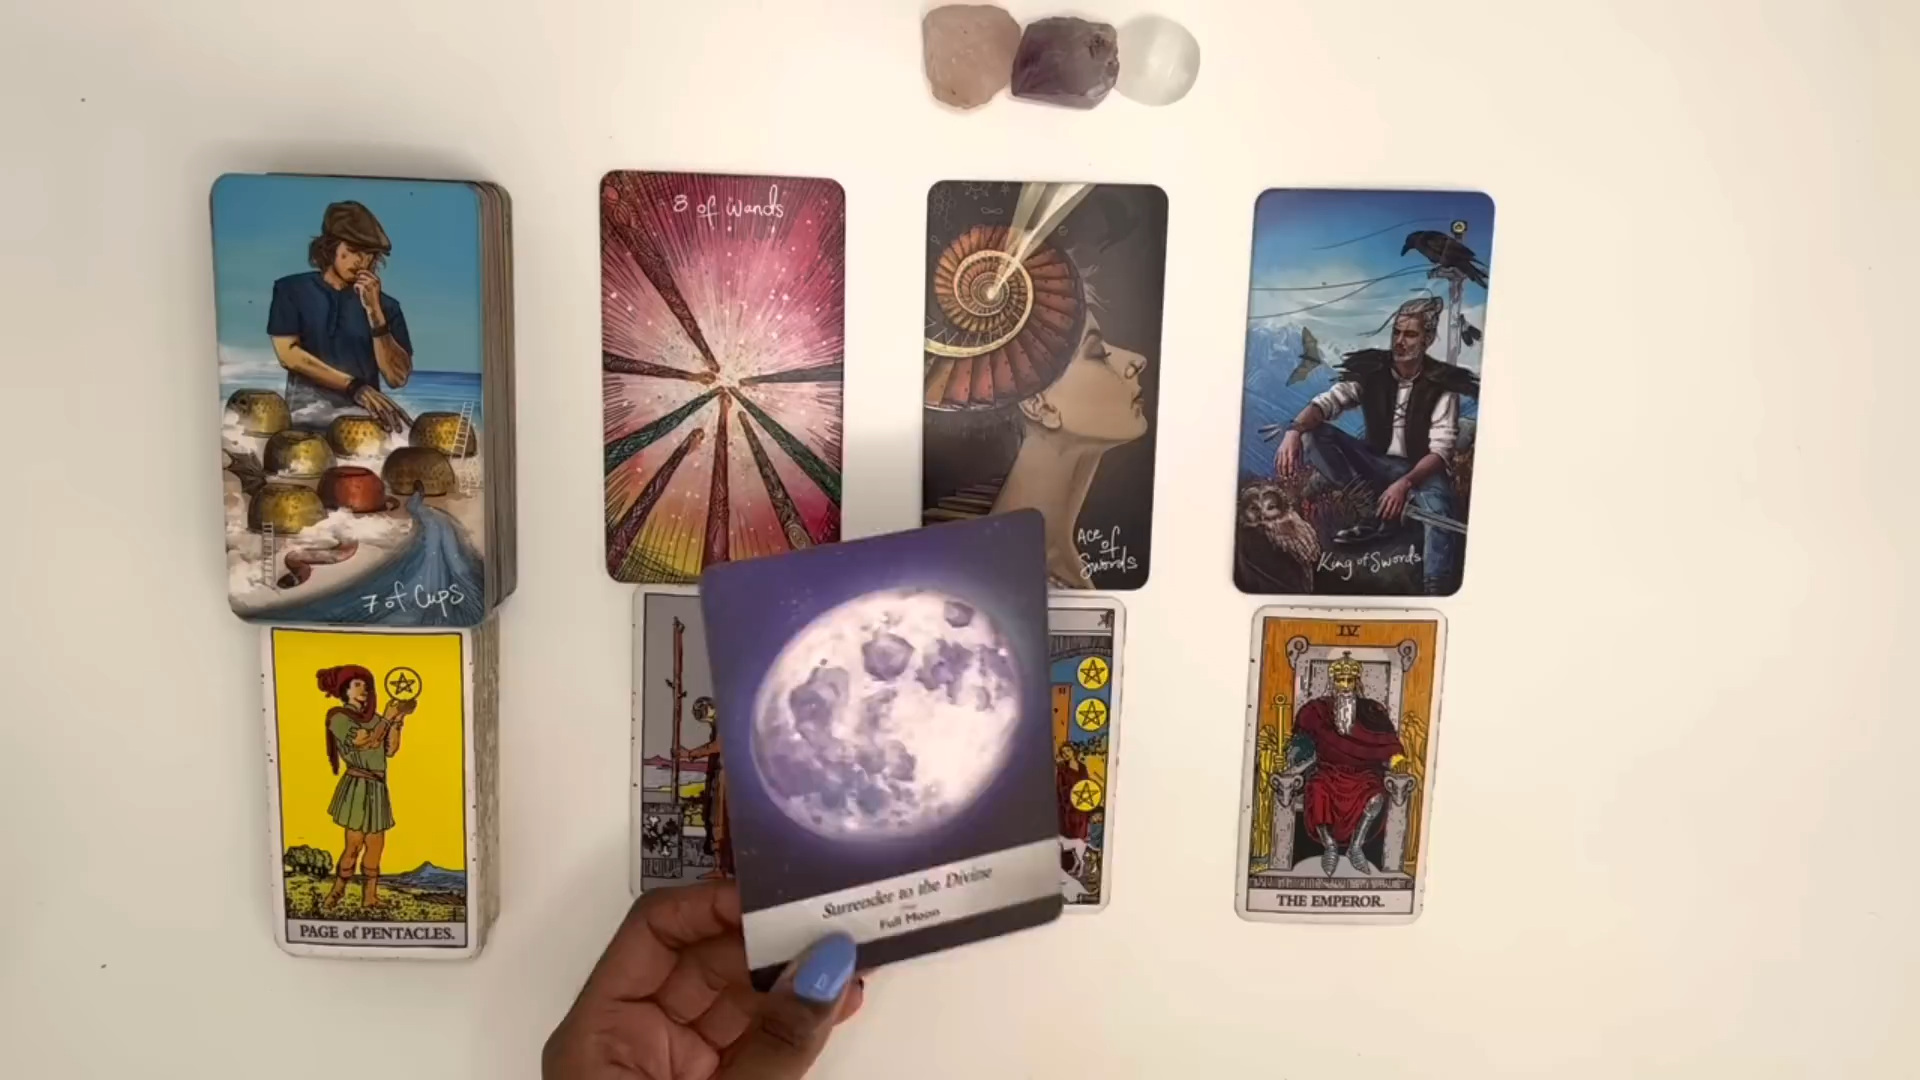 8 of Wands
Ace
of
Swords
King of Swords
7 of Cups
IV
PAGE of PENTACLES.
Surrender to the Divine
Full Moon
THE EMPEROR.